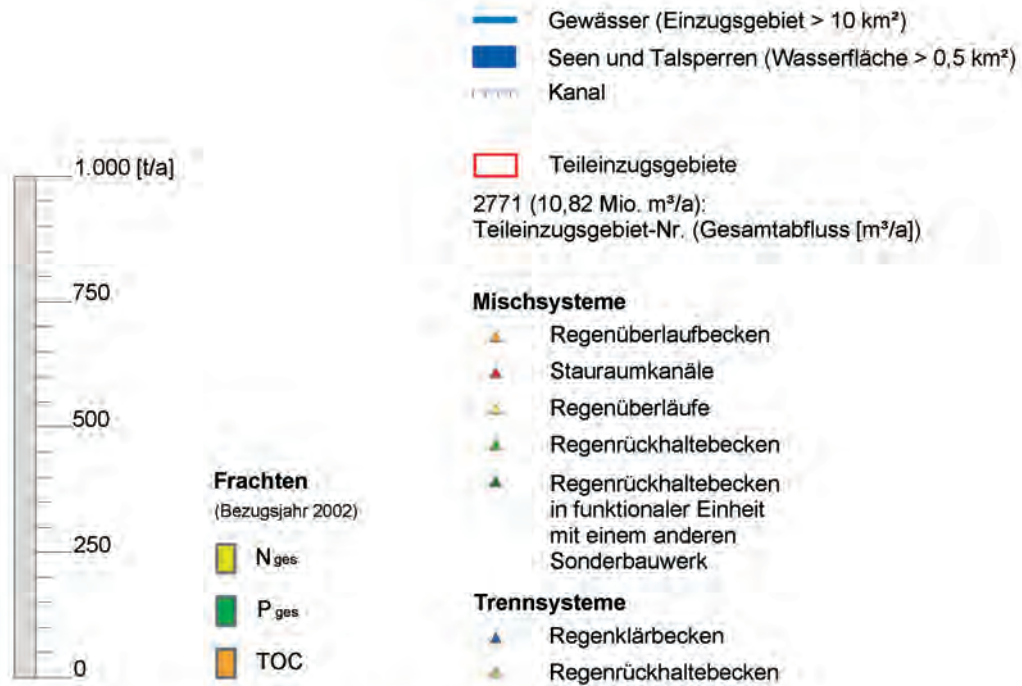 Gewässer (Einzugsgebiet > 10 km²)
Seen und Talsperren (Wasserfläche > 0,5 km²)
Kanal
Teileinzugsgebiete
2771 (10,82 Mio. m³/a):
Teileinzugsgebiet-Nr. (Gesamtabfluss [m³/a])
1.000 [t/a]
750
500
250
0
Frachten
(Bezugsjahr 2002)
N ges
P ges
TOC
Mischsysteme
Regenüberlaufbecken
Stauraumkanäle
Regenüberläufe
Regenrückhaltebecken
Regenrückhaltebecken
in funktionaler Einheit
mit einem anderen
Sonderbauwerk
Trennsysteme
Regenklärbecken
Regenrückhaltebecken